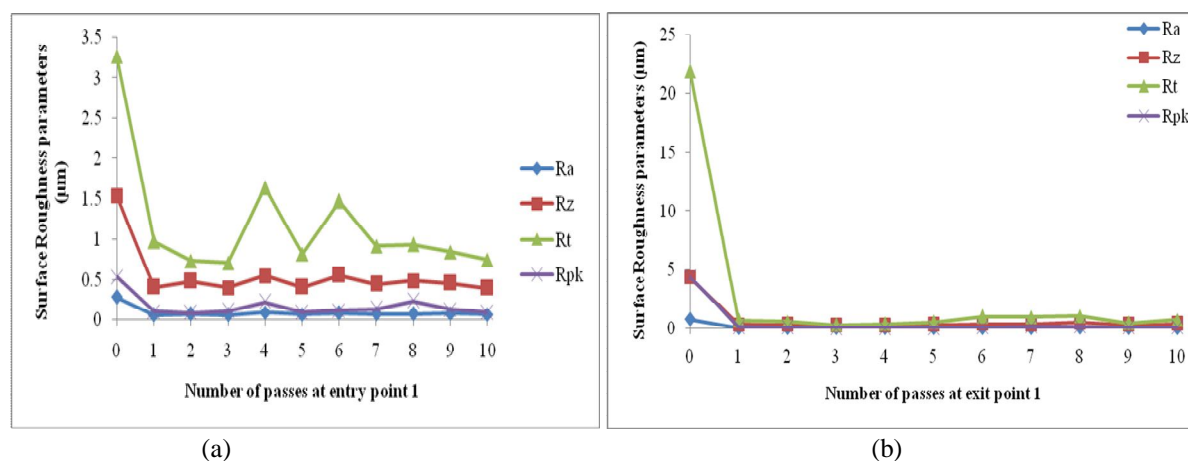 3.5
3
2.5
2
1.5
1
0.5
0
Surface Roughness parameters
(µm)
0 1 2 3 4 5 6 7 8 9 10
Number of passes at entry point 1
Ra
Rz
Rt
Rpk
(a)
25
20
15
10
5
0
Surface Roughness parameters (µm)
0 1 2 3 4 5 6 7 8 9 10
Number of passes at exit point 1
Ra
Rz
Rt
Rpk
(b)